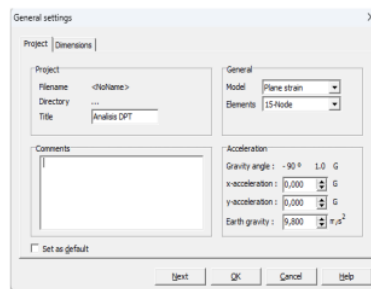 General settings
Project Dimensions
Project
Filename <NoName>
Directory ...
Title Analisis DPT
General
Model Plane strain
Elements 15-Node
Comments
Acceleration
Gravity angle : - 90 ° 1.0 G
x-acceleration : 0,000 G
y-acceleration : 0,000 G
Earth gravity : 9,800 m/s²
Set as default
Next OK Cancel Help